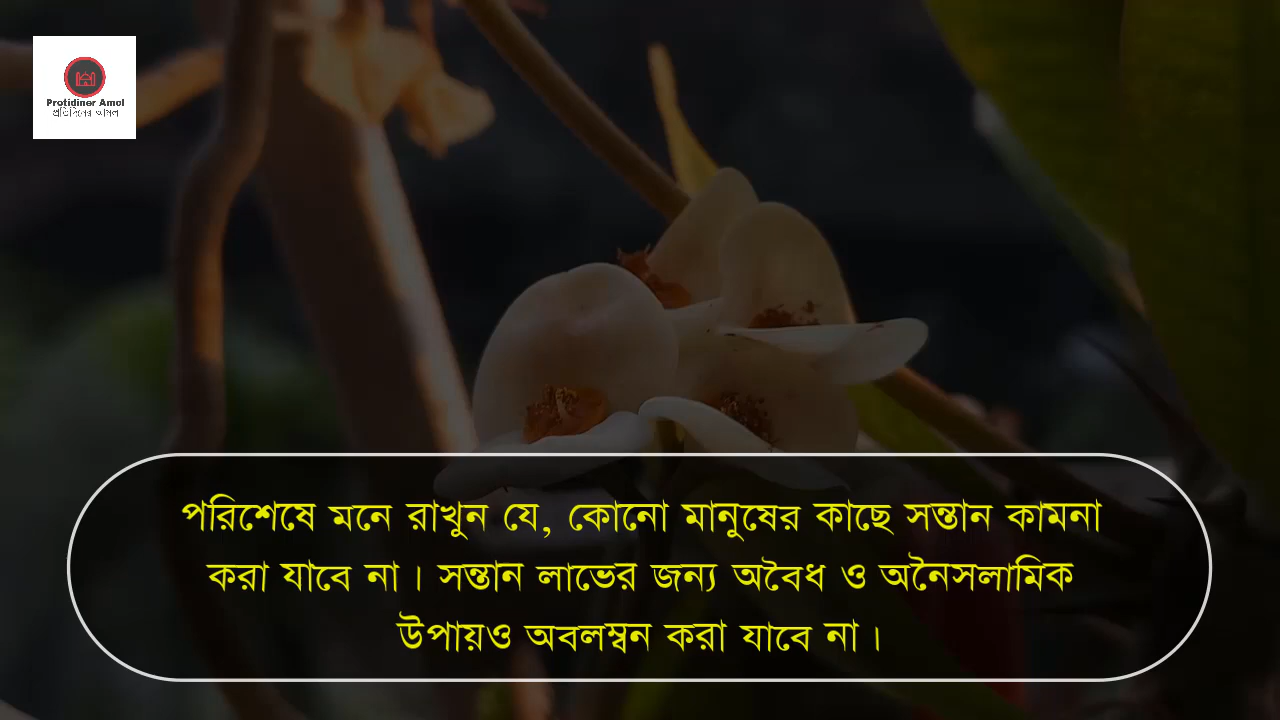 Protidiner Amol
প্রতিদিনের আমল
পরিশেষে মনে রাখুন যে, কোনো মানুষের কাছে সন্তান কামনা
করা যাবে না। সন্তান লাভের জন্য অবৈধ ও অনৈসলামিক
উপায়ও অবলম্বন করা যাবে না।